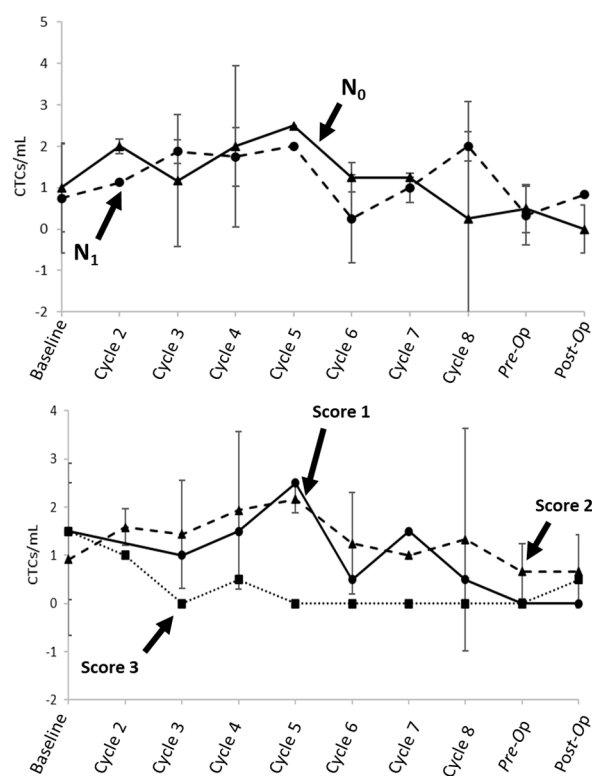 5
4
3
2
1
0
-1
-2
CTCs/mL
N0
N1
Baseline
Cycle 2
Cycle 3
Cycle 4
Cycle 5
Cycle 6
Cycle 7
Cycle 8
Pre-Op
Post-Op
4
3
2
1
0
-1
-2
CTCs/mL
Score 1
Score 2
Score 3
Baseline
Cycle 2
Cycle 3
Cycle 4
Cycle 5
Cycle 6
Cycle 7
Cycle 8
Pre-Op
Post-Op